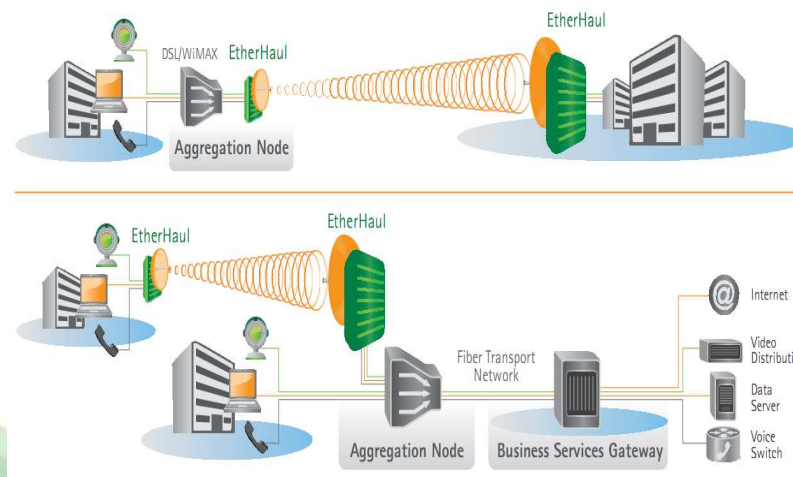 DSL/WiMAX
EtherHaul
EtherHaul
Aggregation Node
EtherHaul
EtherHaul
@
Internet
Fiber Transport
Network
Video
Distributi
Data
Server
Voice
Switch
Aggregation Node
Business Services Gateway